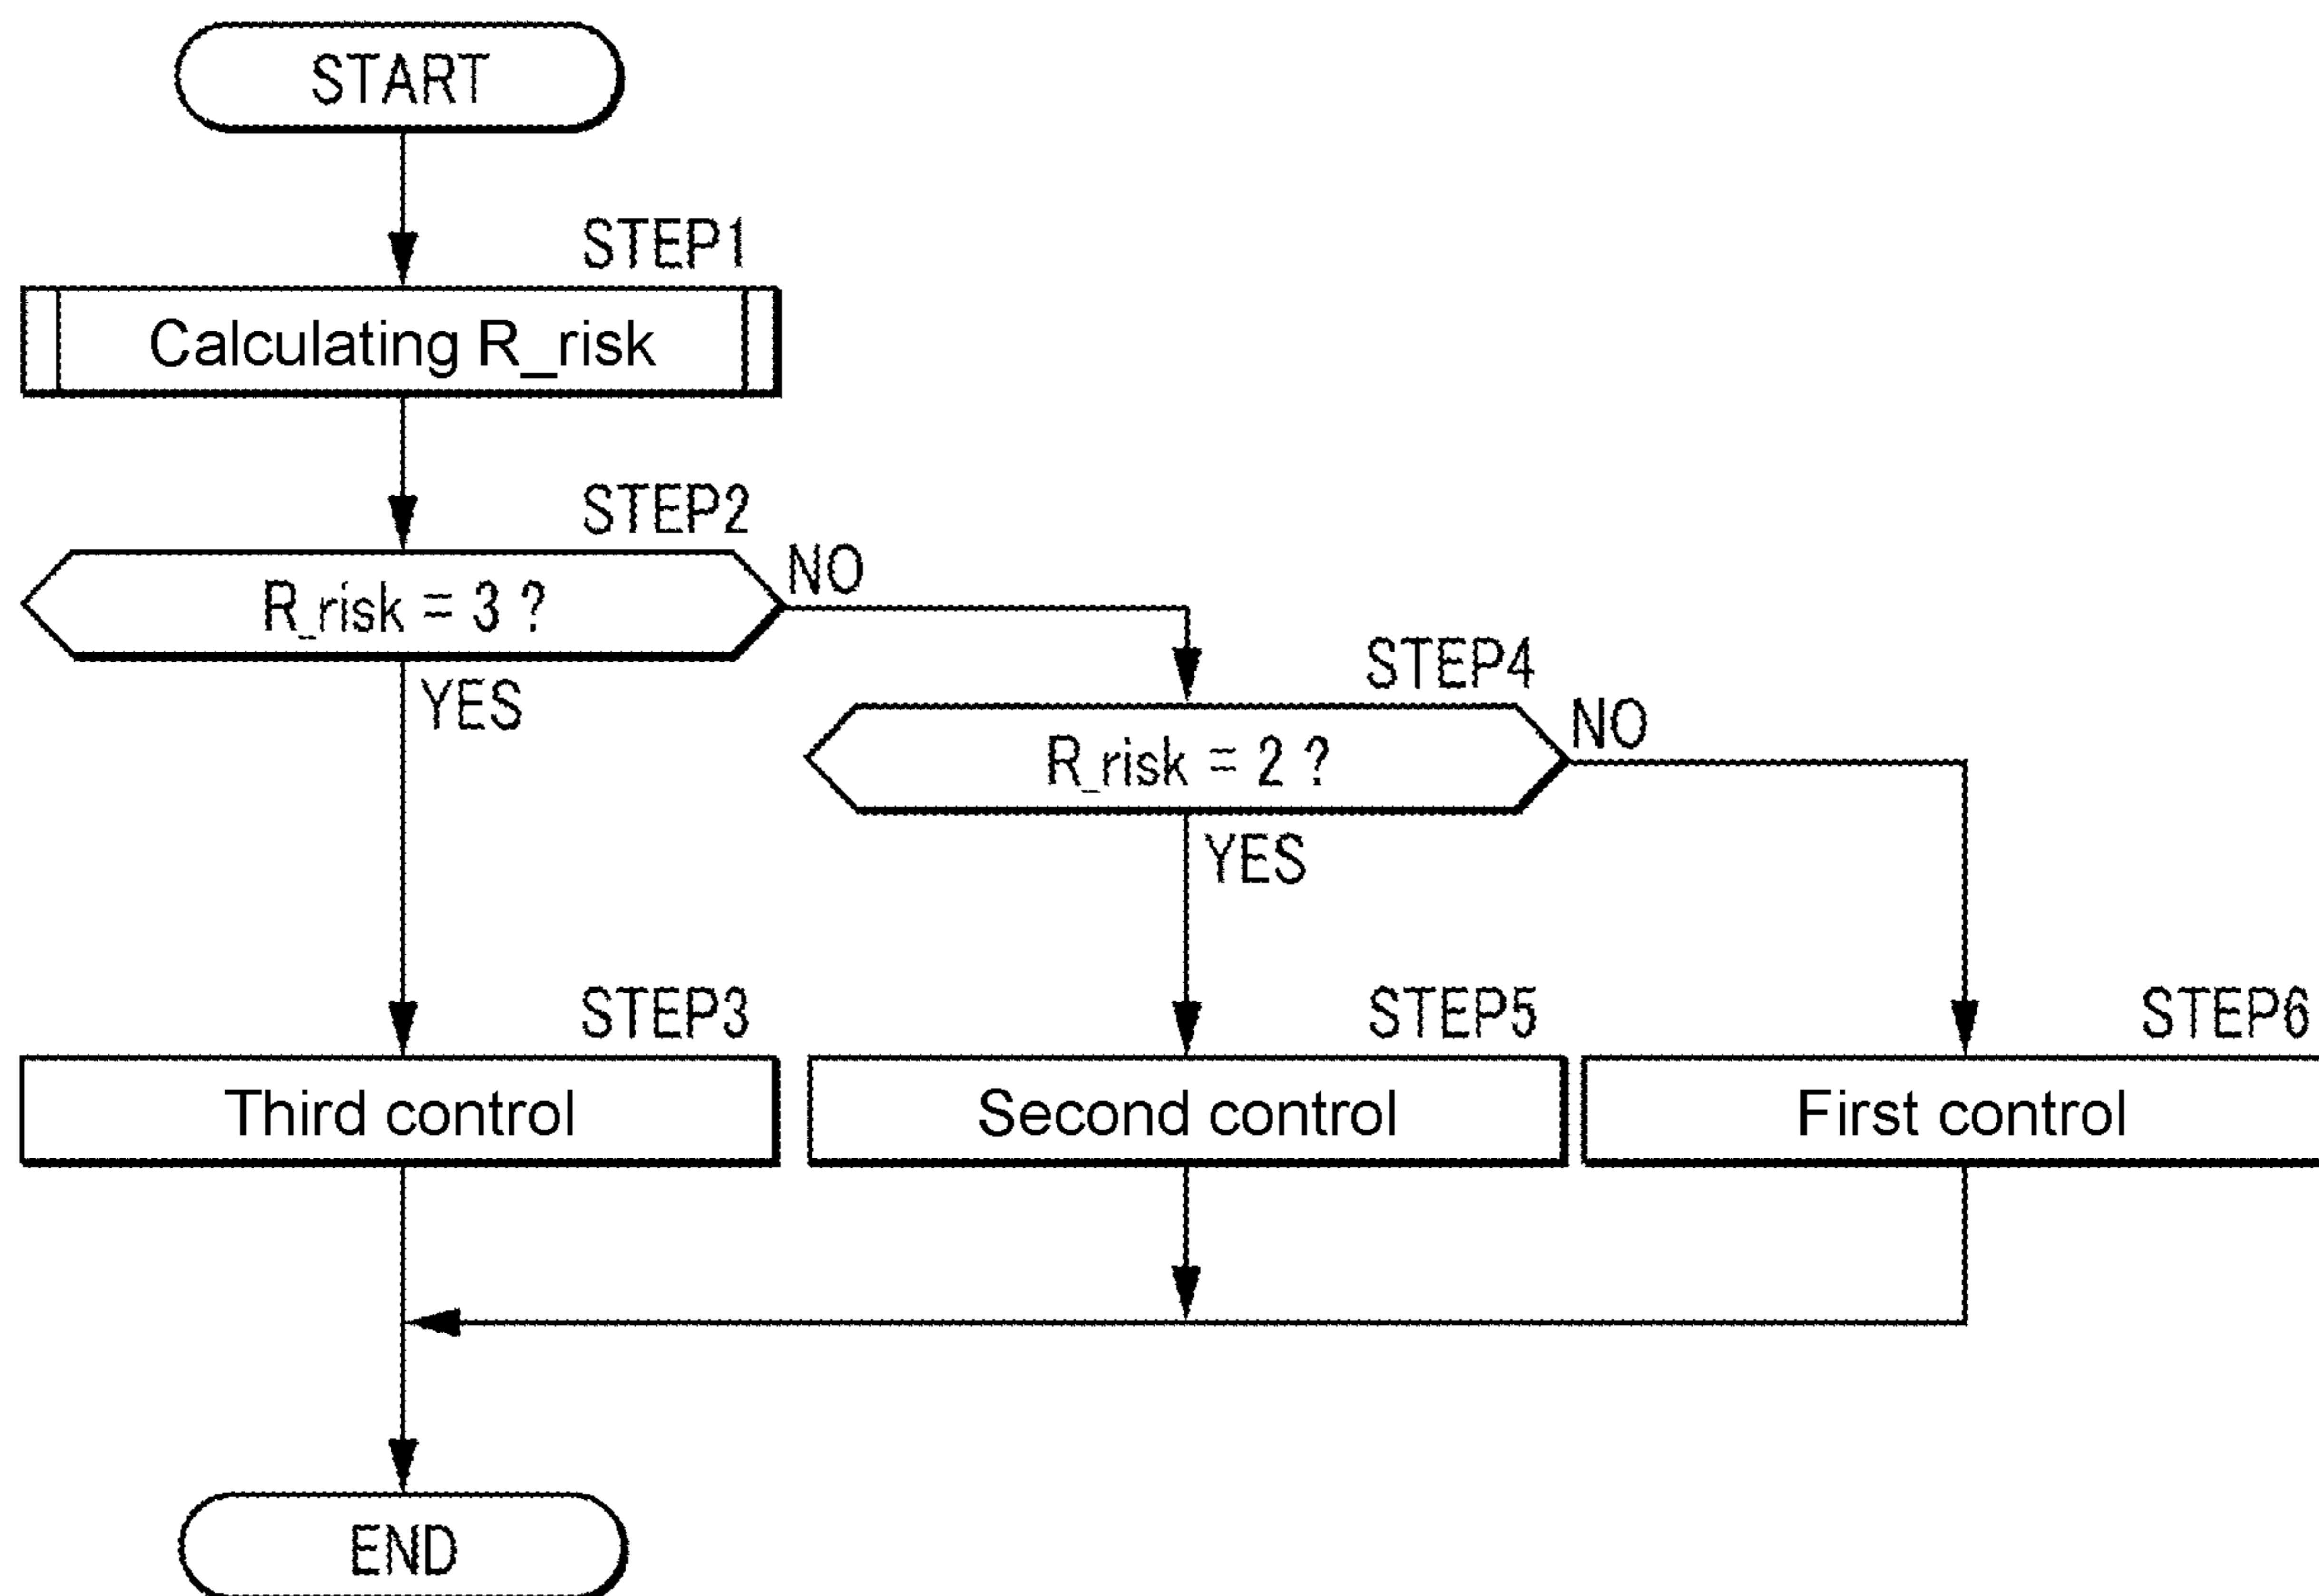 START
STEP1
Calculating R_risk
STEP2
R_risk = 3 ?
NO
YES
STEP4
R_risk = 2 ?
NO
YES
STEP3
Third control
STEP5
Second control
STEP6
First control
END